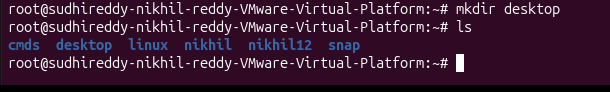 root@sudhireddy-nikhil-reddy-VMware-Virtual-Platform:~# mkdir desktop
root@sudhireddy-nikhil-reddy-VMware-Virtual-Platform:~# ls
cmds desktop linux nikhil nikhil12 snap
root@sudhireddy-nikhil-reddy-VMware-Virtual-Platform:~#